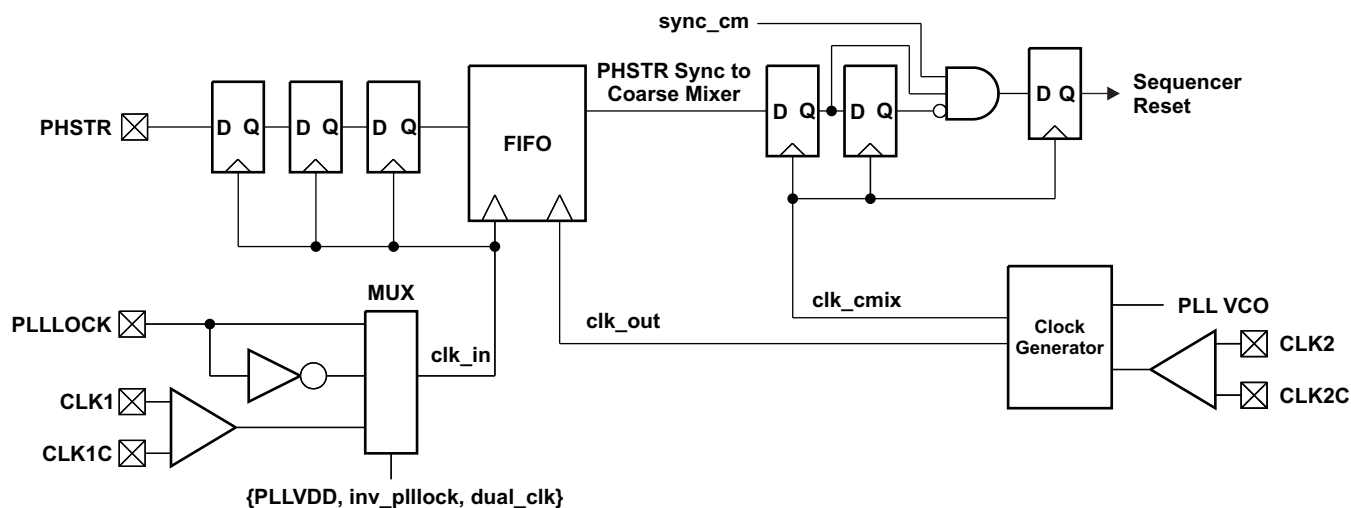 sync_cm
PHSTR Sync to
Coarse Mixer
Sequencer
Reset
PHSTR
D Q
D Q
D Q
FIFO
D Q
D Q
D Q
MUX
PLLLOCK
clk_in
clk_out
clk_cmix
Clock
Generator
PLL VCO
CLK2
CLK2C
CLK1
CLK1C
{PLLVDD, inv_plllock, dual_clk}